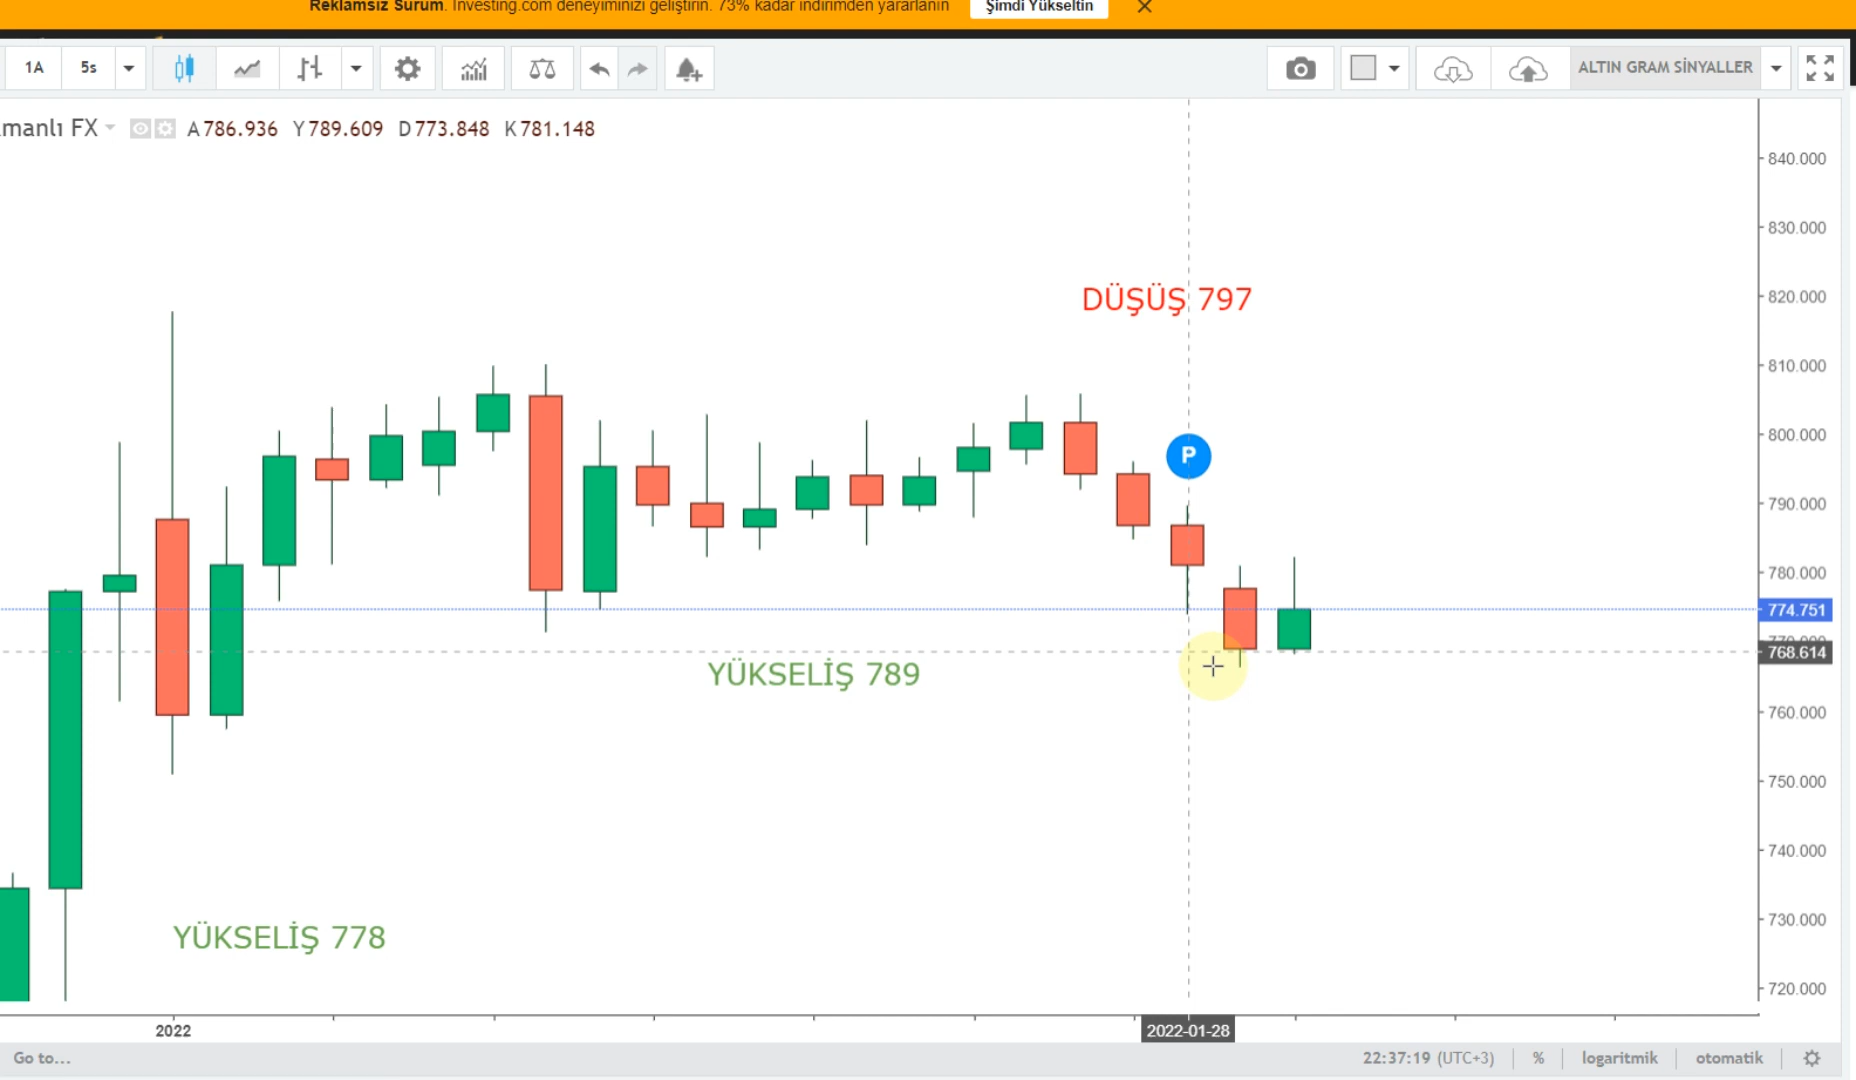 Reklamsız Sürüm. Investing.com deneyiminizi geliştirin. 73% kadar indirimden yararlanın
Şimdi Yükseltin
1A 5s ALTIN GRAM SİNYALLER
manlı FX A786.936 Y789.609 D773.848 K781.148
840.000
830.000
DÜŞÜŞ 797
820.000
810.000
P
800.000
790.000
780.000
774.751
770.000
768.614
YÜKSELİŞ 789
760.000
750.000
740.000
730.000
YÜKSELİŞ 778
720.000
2022
2022-01-28
Go to...
22:37:19 (UTC+3) % logaritmik otomatik